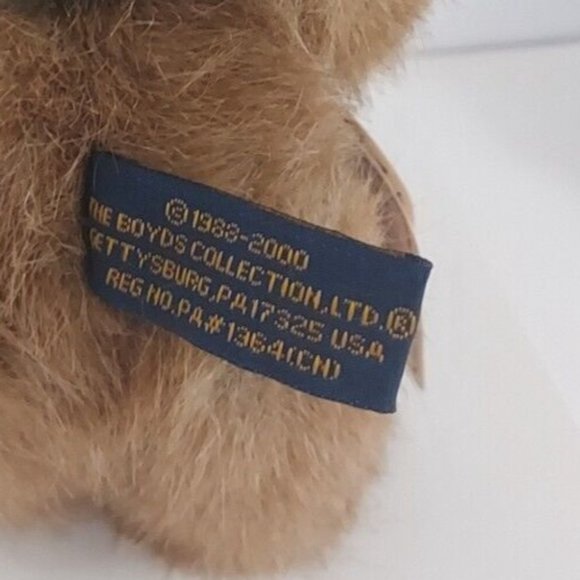 ©1988-2000
THE BOYDS COLLECTION,LTD.®
GETTYSBURG,PA17325 USA
REG NO.PA#1364(CN)